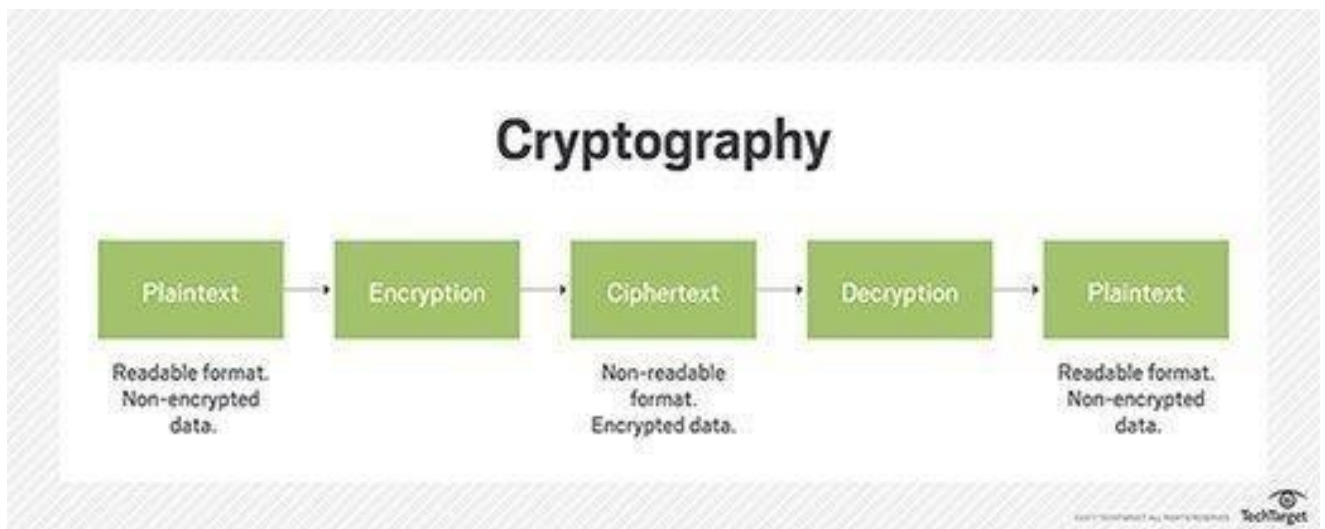 Cryptography
Plaintext
Encryption
Ciphertext
Decryption
Plaintext
Readable format.
Non-encrypted
data.
Non-readable
format.
Encrypted data.
Readable format.
Non-encrypted
data.
TechTarget